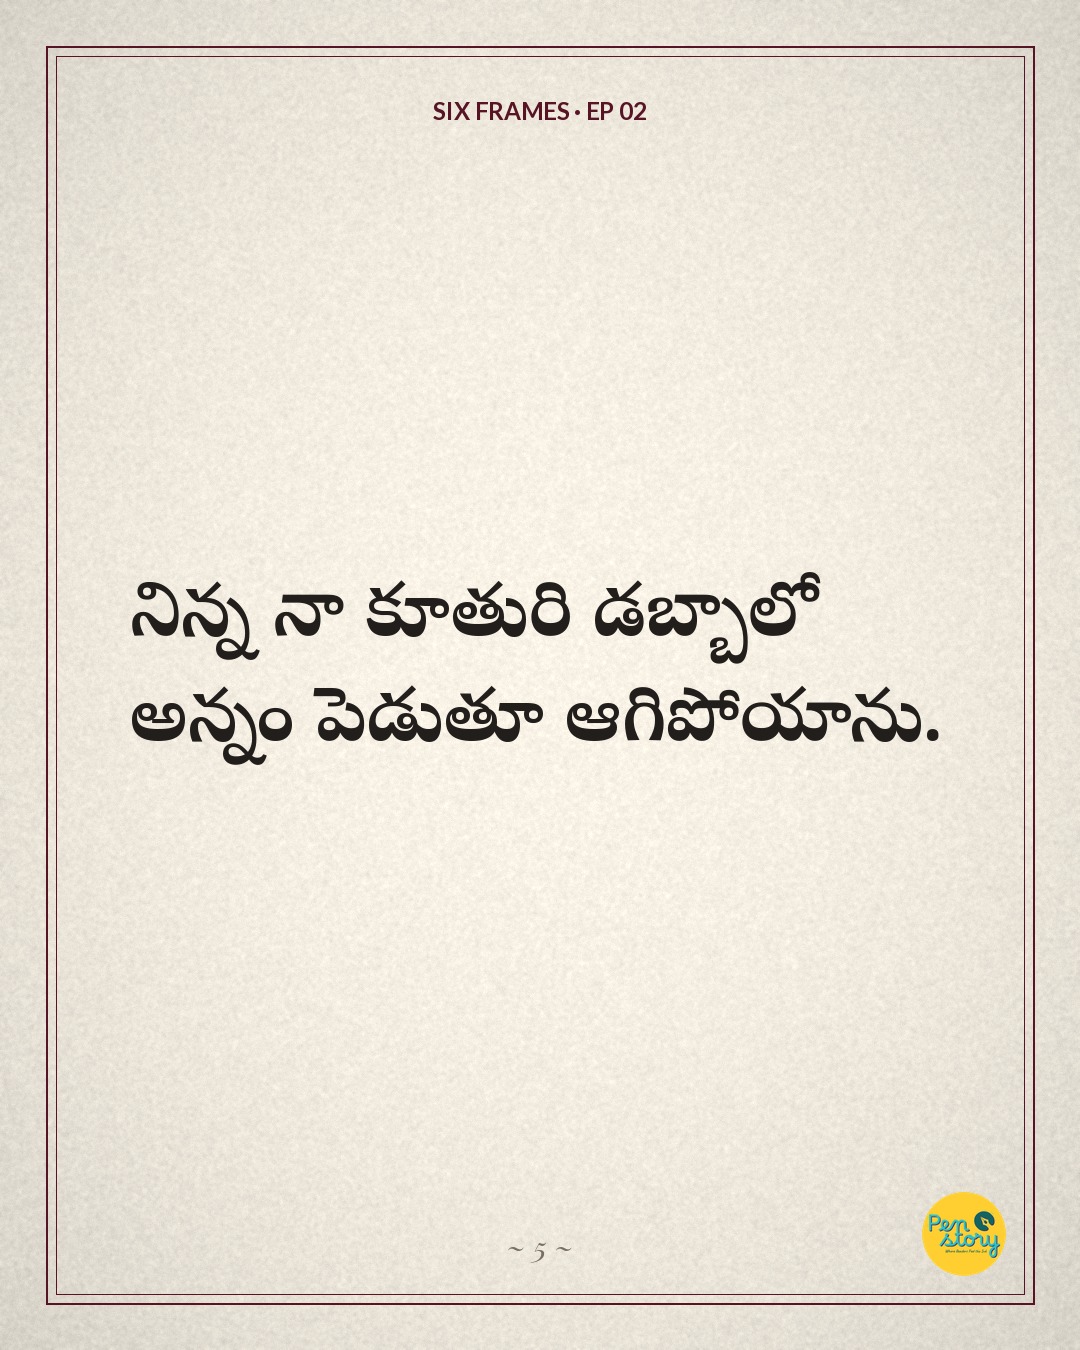 SIX FRAMES · EP 02
నిన్న నా కూతురి డబ్బాలో
అన్నం పెడుతూ ఆగిపోయాను.
~ 5 ~
Pen
story